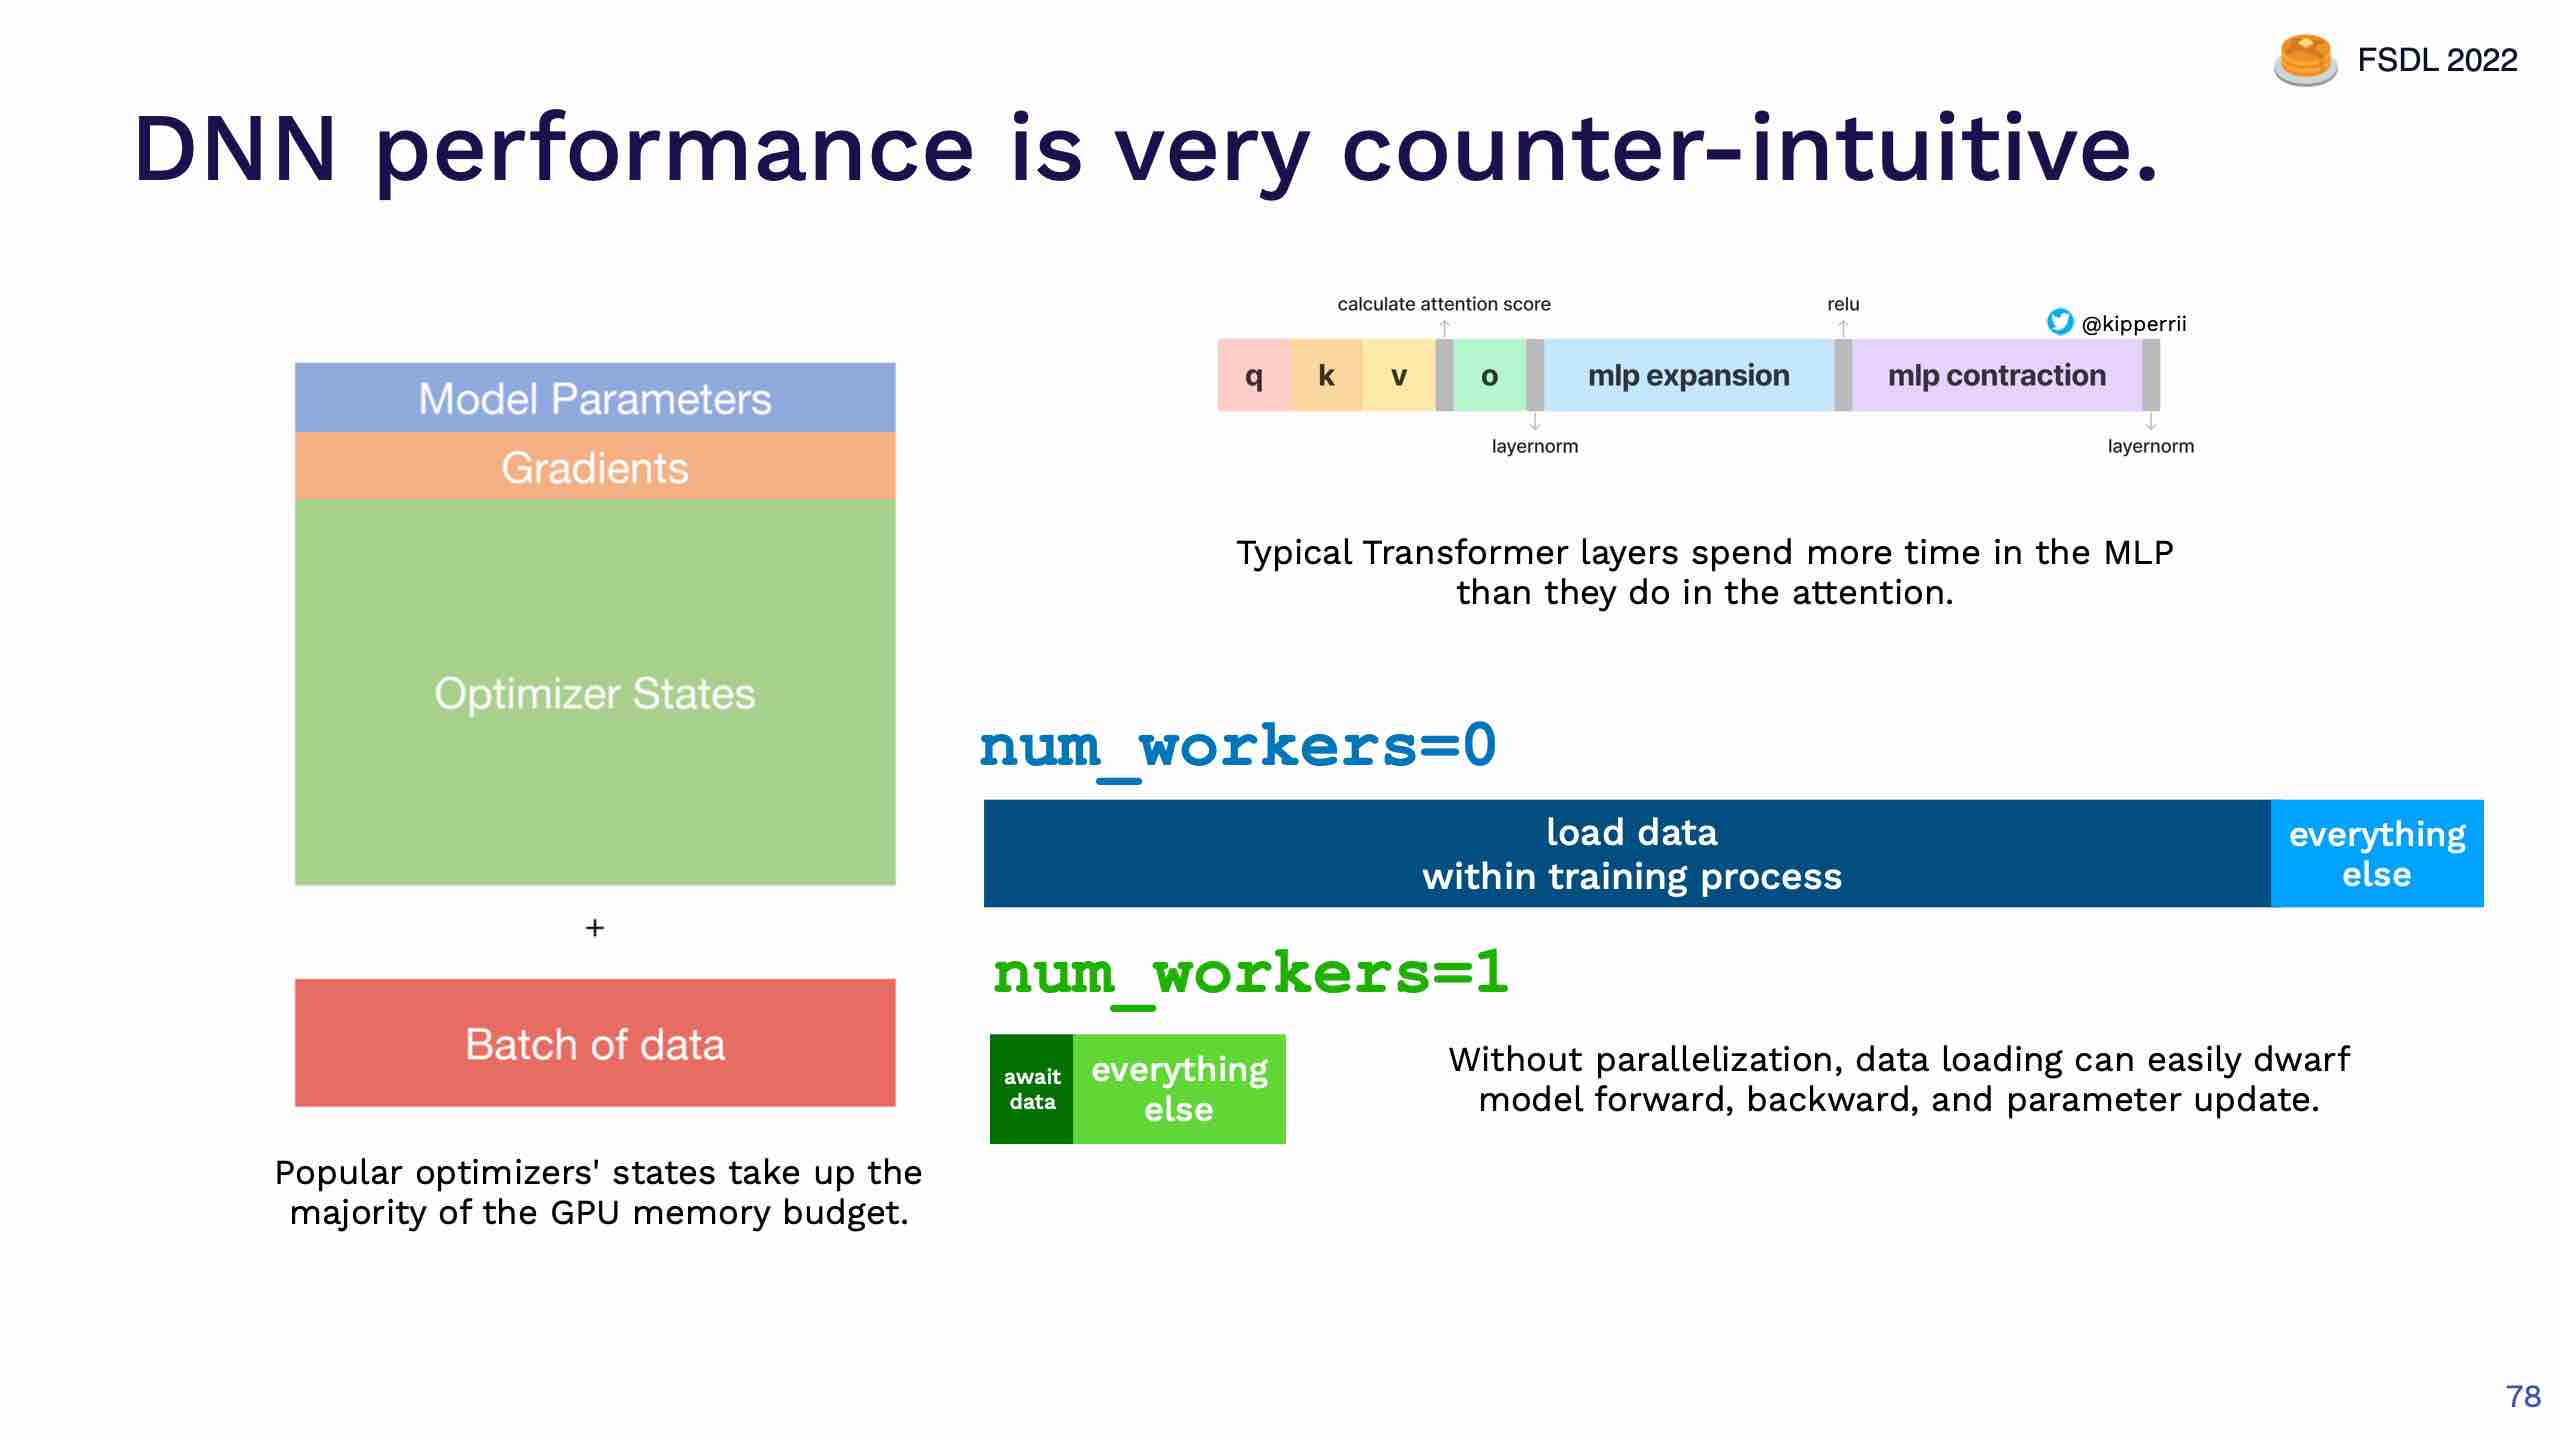 FSDL 2022
DNN performance is very counter-intuitive.
Model Parameters
Gradients
Optimizer States
+
Batch of data
Popular optimizers' states take up the
majority of the GPU memory budget.
calculate attention score
relu
@kipperrii
q
k
v
o
mlp expansion
mlp contraction
layernorm
layernorm
Typical Transformer layers spend more time in the MLP
than they do in the attention.
num_workers=0
load data
within training process
everything
else
num_workers=1
await
data
everything
else
Without parallelization, data loading can easily dwarf
model forward, backward, and parameter update.
78